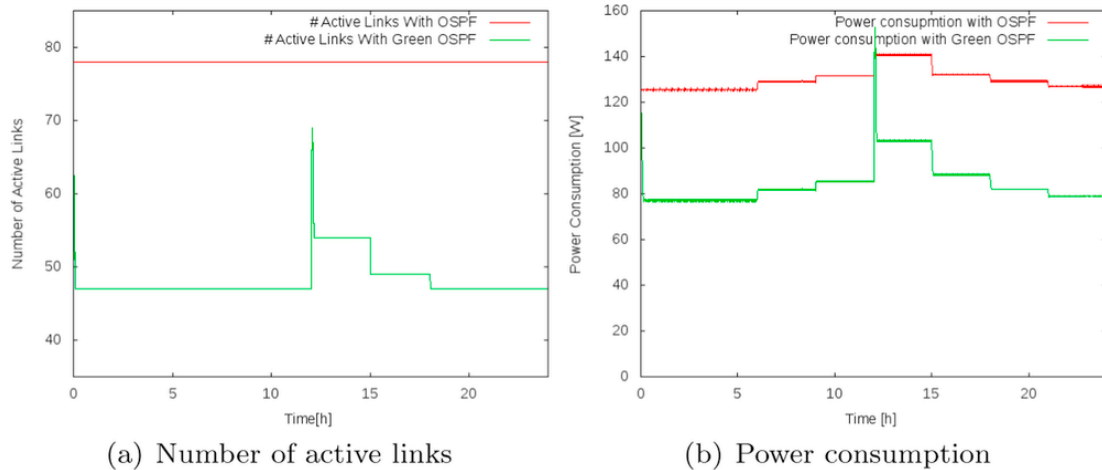 # Active Links With OSPF
# Active Links With Green OSPF
80
70
60
50
40
Number of Active Links
0
5
10
15
20
Time[h]
(a) Number of active links
Power consupmtion with OSPF
Power consumption with Green OSPF
160
140
120
100
80
60
40
20
0
Power Consumption [W]
0
5
10
15
20
Time [h]
(b) Power consumption